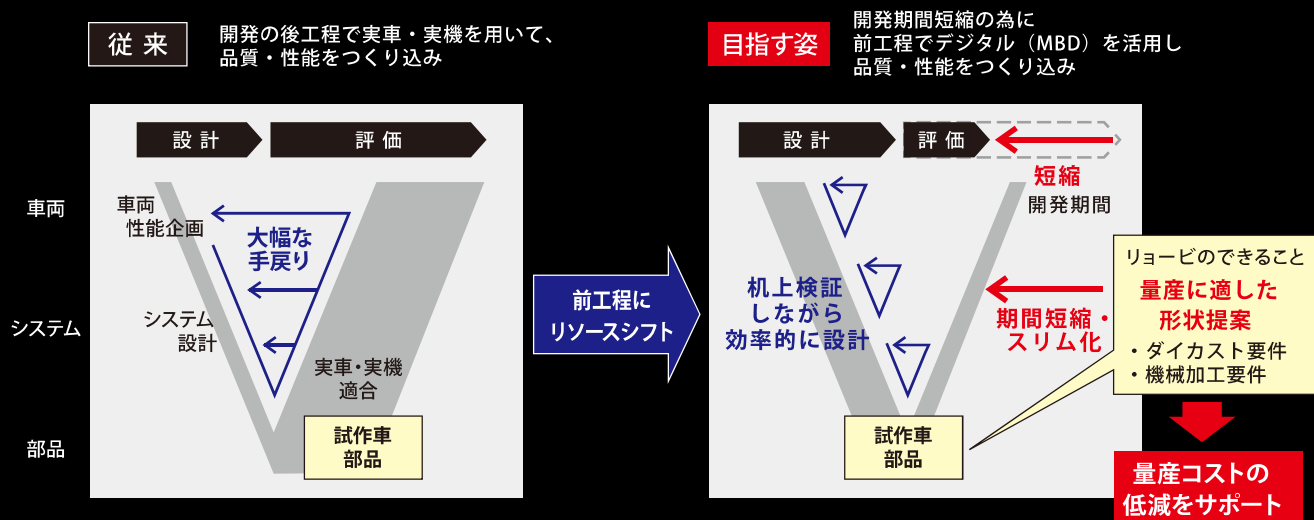 従来
開発の後工程で実車・実機を用いて、
品質・性能をつくり込み
設計
評価
車両
車両
性能企画
大幅な
手戻り
システム
システム
設計
実車・実機
適合
部品
試作車
部品
前工程に
リソースシフト
目指す姿
開発期間短縮の為に
前工程でデジタル（MBD）を活用し
品質・性能をつくり込み
設計
評価
短縮
開発期間
机上検証
しながら
効率的に設計
期間短縮・
スリム化
試作車
部品
リョービのできること
量産に適した
形状提案
・ダイカスト要件
・機械加工要件
量産コストの
低減をサポート